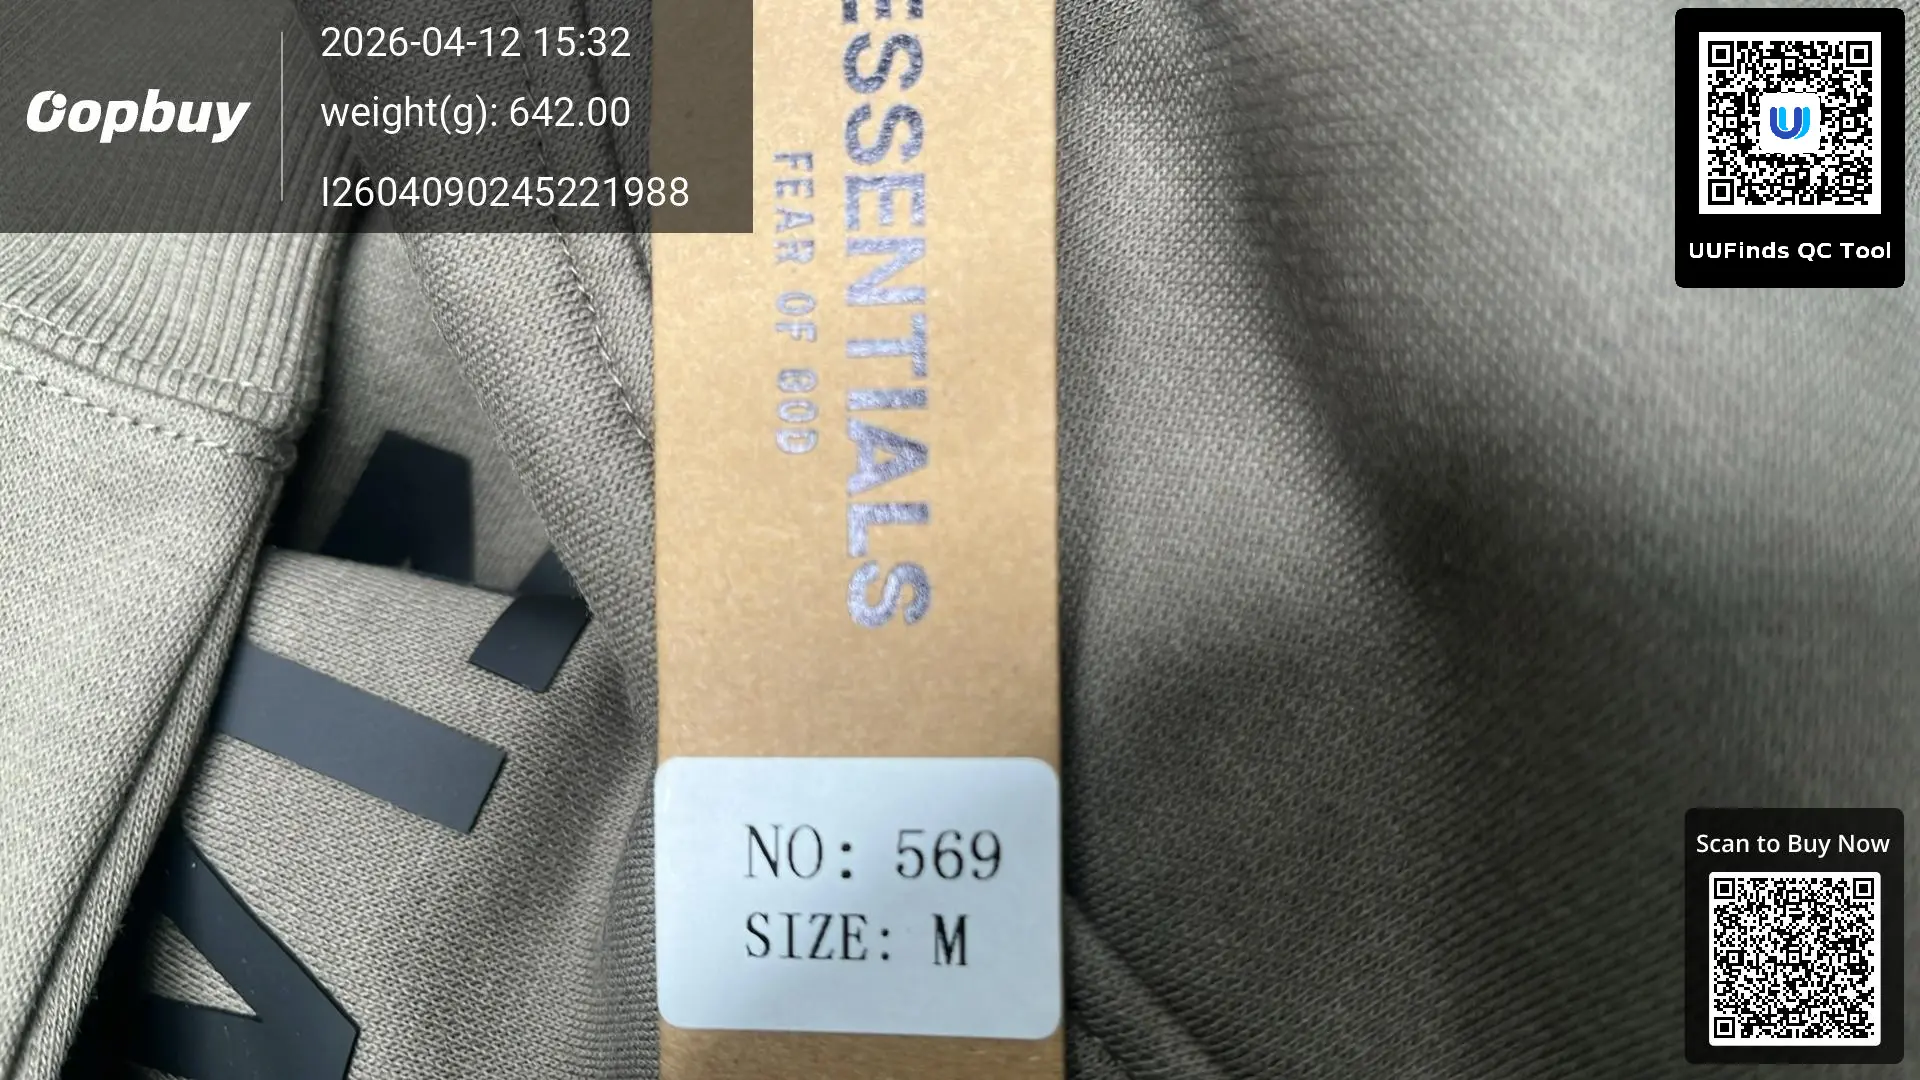 Oopbuy
2026-04-12 15:32
weight(g): 642.00
I2604090245221988
UUFinds QC Tool
ESSENTIALS
FEAR OF GOD
NO: 569
SIZE: M
Scan to Buy Now